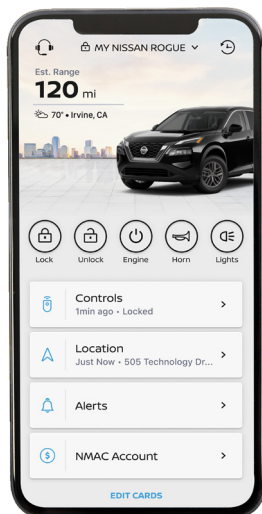 MY NISSAN ROGUE
Est. Range
120 mi
70° • Irvine, CA
Lock Unlock Engine Horn Lights
Controls
1min ago • Locked
Location
Just Now • 505 Technology Dr...
Alerts
$ NMAC Account
EDIT CARDS